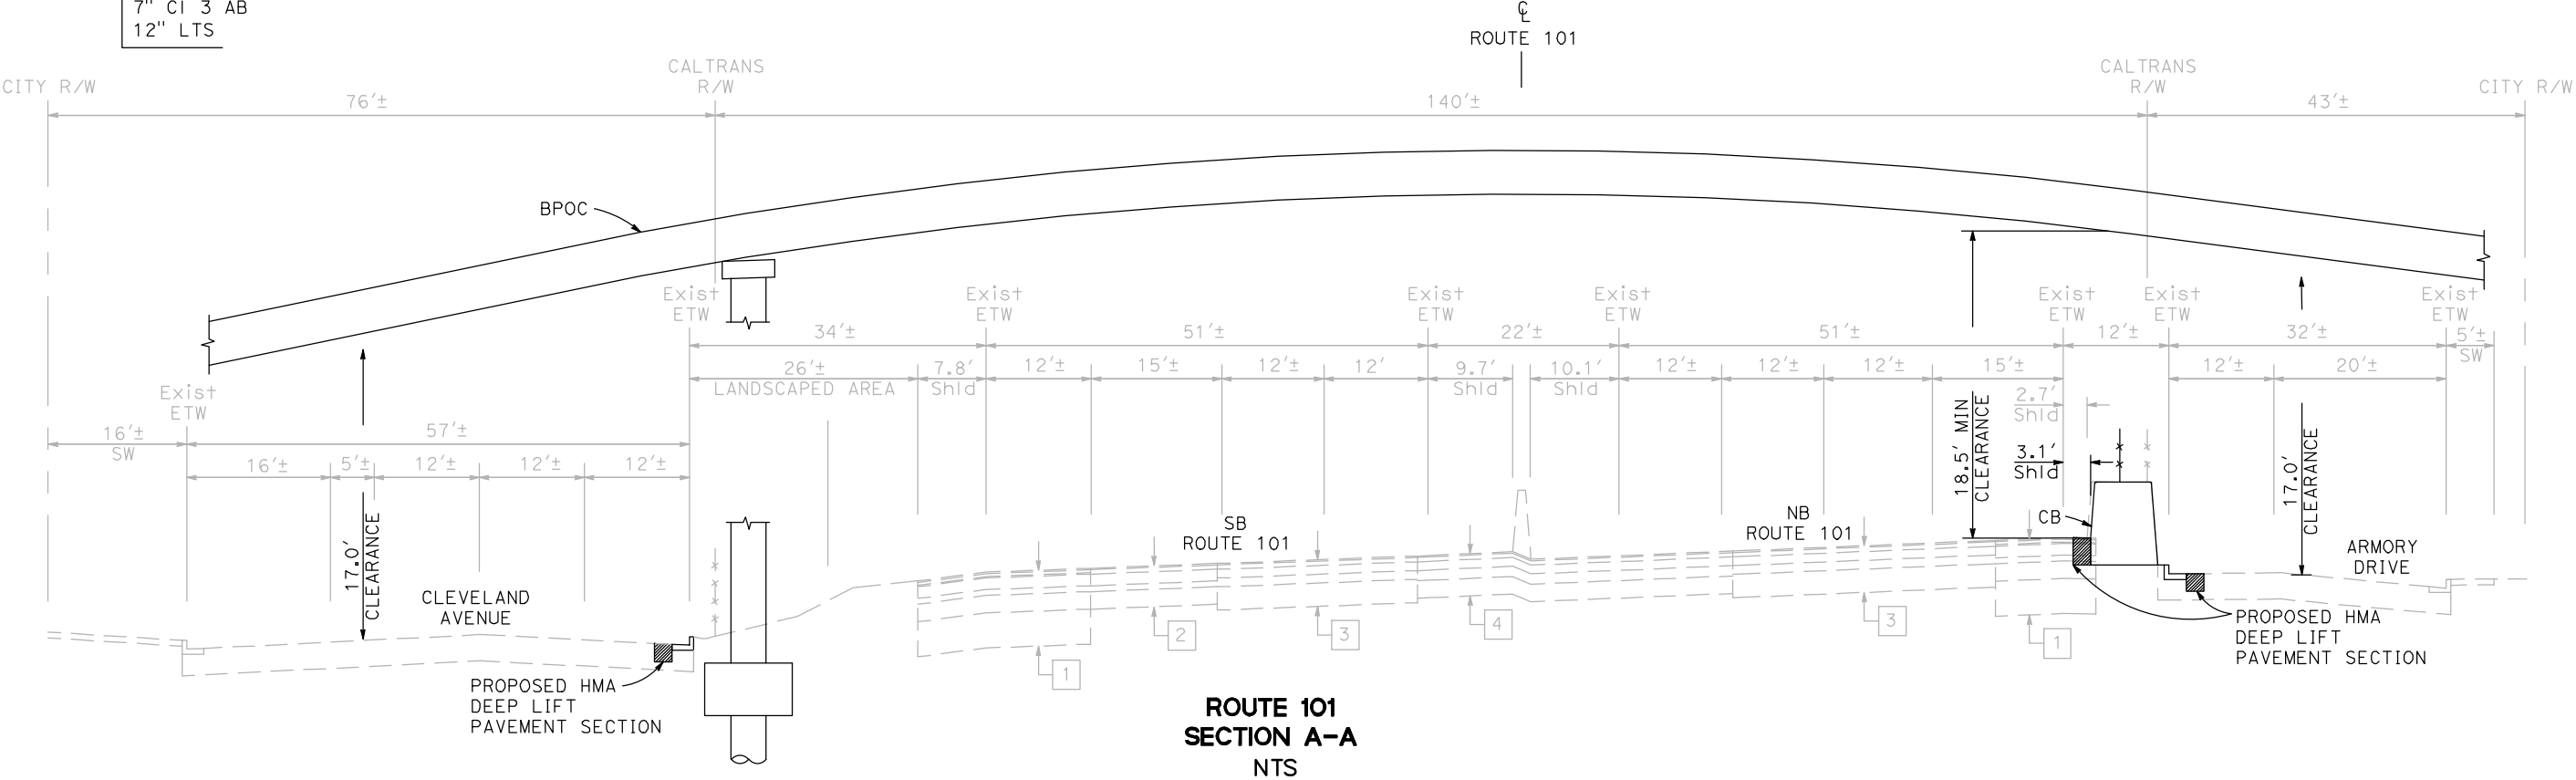 7" Cl 3 AB
12" LTS
℄
ROUTE 101
CITY R/W
CALTRANS
R/W
CALTRANS
R/W
CITY R/W
76'±
140'±
43'±
BPOC
Exist
ETW
Exist
ETW
Exist
ETW
Exist
ETW
Exist
ETW
Exist
ETW
Exist
ETW
34'±
51'±
22'±
51'±
12'±
32'±
5'±
SW
26'±
LANDSCAPED AREA
7.8'
Shld
12'±
15'±
12'±
12'
9.7'
Shld
10.1'
Shld
12'±
12'±
12'±
15'±
12'±
20'±
Exist
ETW
2.7'
Shld
16'±
SW
57'±
3.1'
Shld
16'±
5'±
12'±
12'±
12'±
18.5' MIN
CLEARANCE
17.0'
CLEARANCE
17.0'
CLEARANCE
CB
SB
ROUTE 101
NB
ROUTE 101
ARMORY
DRIVE
CLEVELAND
AVENUE
1
2
3
4
3
1
PROPOSED HMA
DEEP LIFT
PAVEMENT SECTION
PROPOSED HMA
DEEP LIFT
PAVEMENT SECTION
ROUTE 101
SECTION A-A
NTS